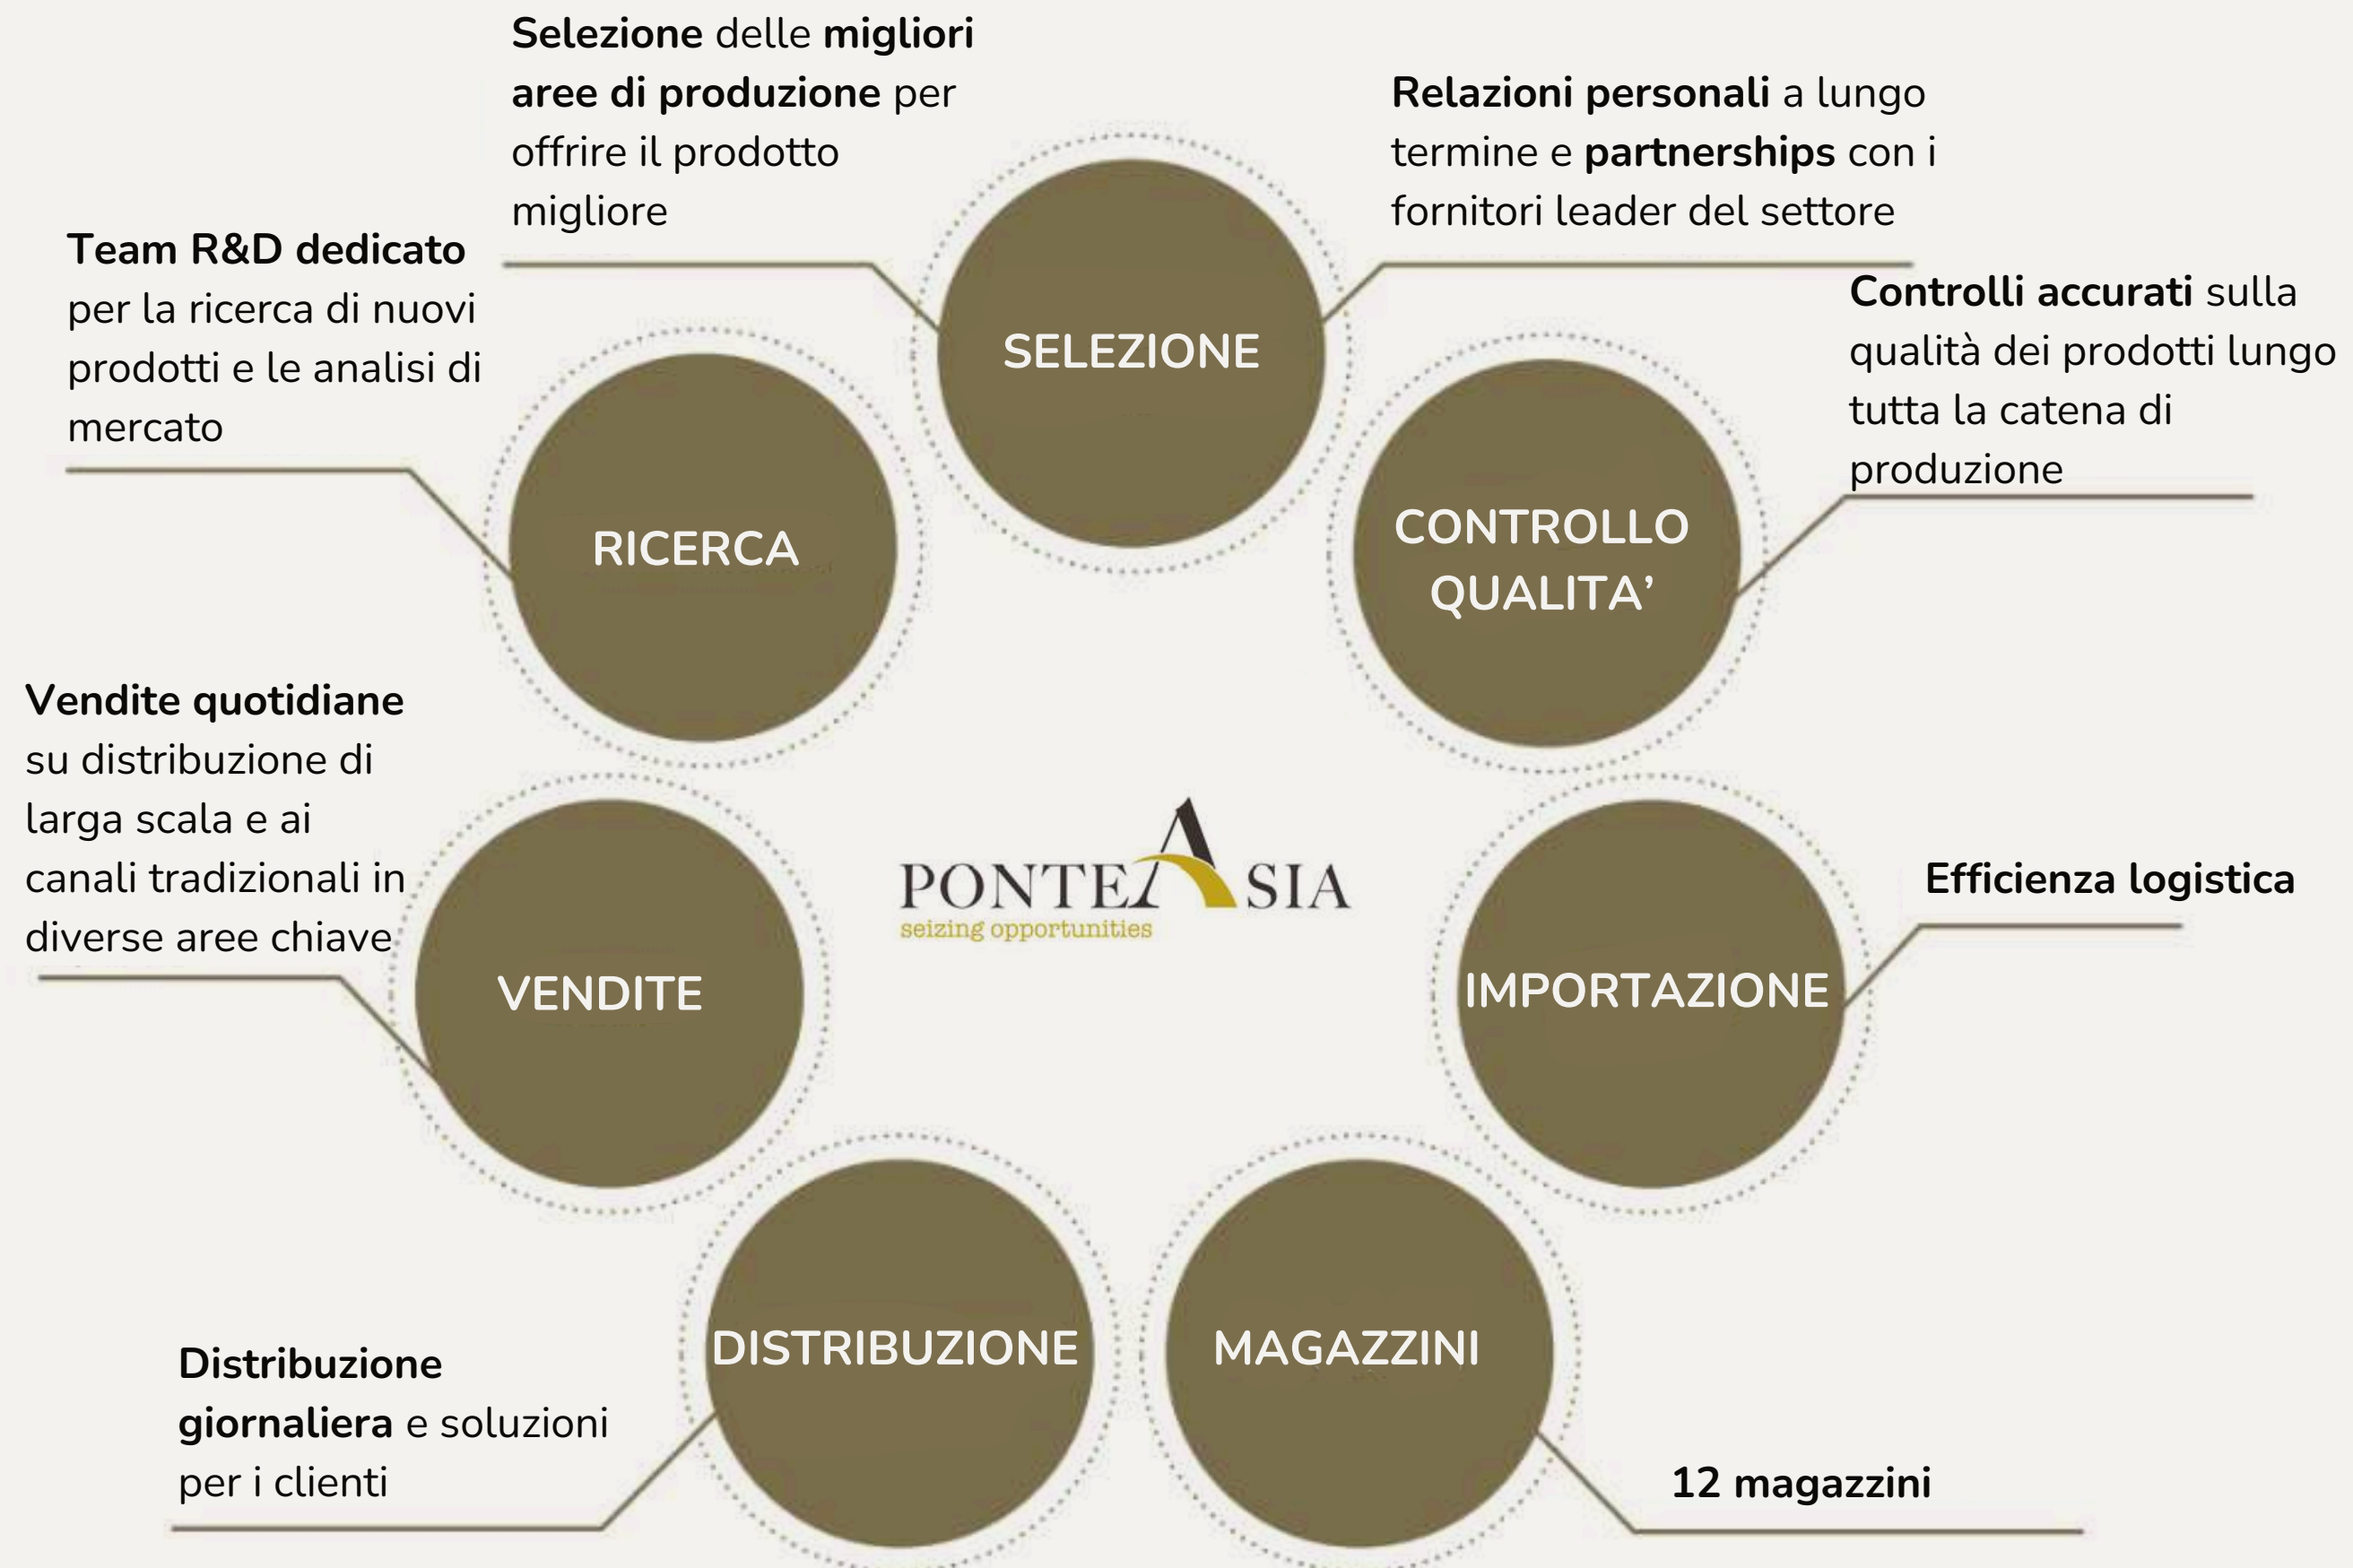 Selezione delle migliori
aree di produzione per
offrire il prodotto
migliore
Relazioni personali a lungo
termine e partnerships con i
fornitori leader del settore
Team R&D dedicato
per la ricerca di nuovi
prodotti e le analisi di
mercato
Controlli accurati sulla
qualità dei prodotti lungo
tutta la catena di
produzione
SELEZIONE
RICERCA
CONTROLLO
QUALITA’
Vendite quotidiane
su distribuzione di
larga scala e ai
canali tradizionali in
diverse aree chiave
PONTEASIA
seizing opportunities
Efficienza logistica
VENDITE
IMPORTAZIONE
DISTRIBUZIONE
MAGAZZINI
Distribuzione
giornaliera e soluzioni
per i clienti
12 magazzini